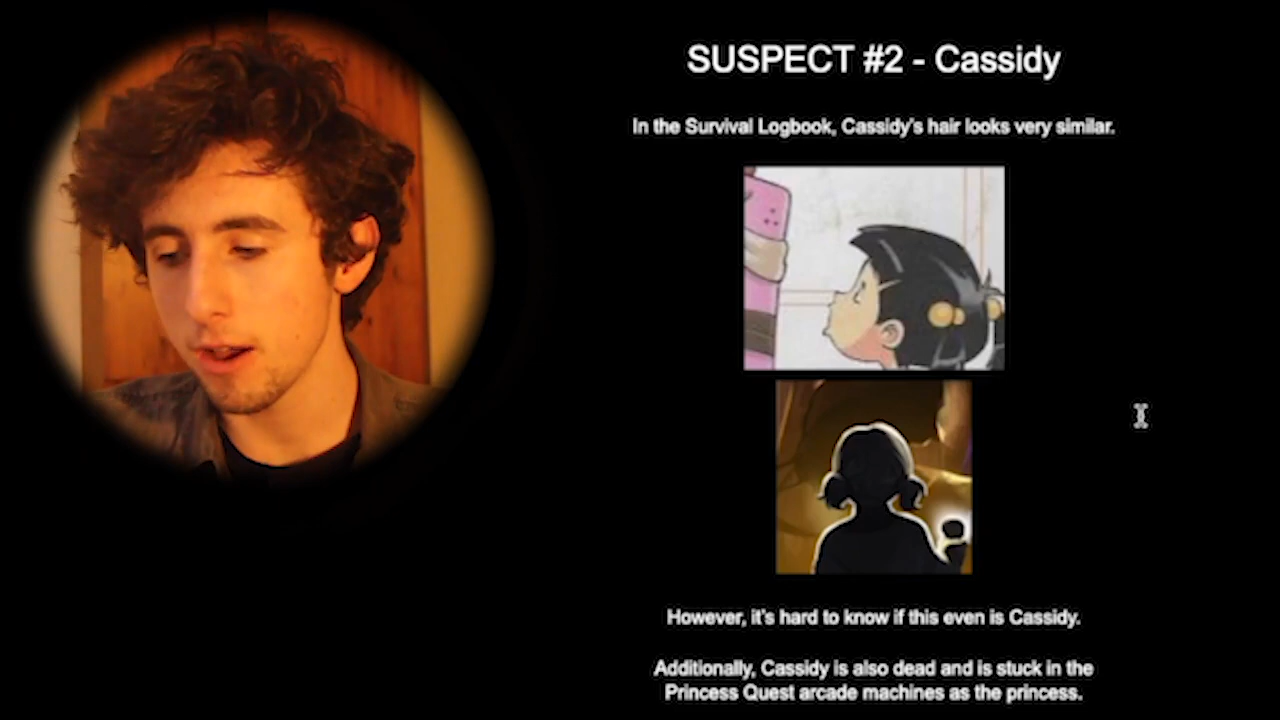 SUSPECT #2 - Cassidy
In the Survival Logbook, Cassidy's hair looks very similar.
However, it's hard to know if this even is Cassidy.
Additionally, Cassidy is also dead and is stuck in the
Princess Quest arcade machines as the princess.